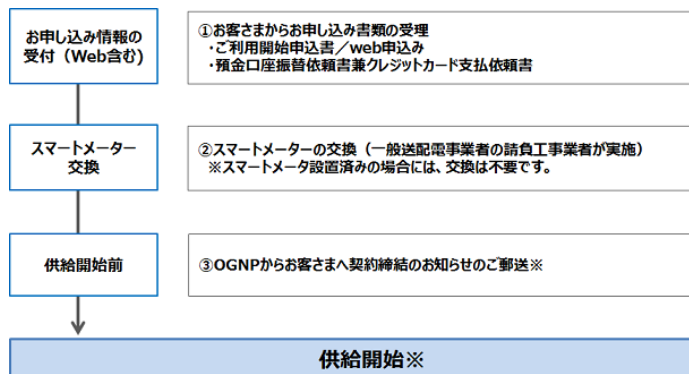 お申し込み情報の
受付（Web含む)
①お客さまからお申し込み書類の受理
・ご利用開始申込書／web申込み
・預金口座振替依頼書兼クレジットカード支払依頼書
スマートメーター
交換
②スマートメーターの交換（一般送配電事業者の請負工事業者が実施）
※スマートメータ設置済みの場合には、交換は不要です。
供給開始前
③OGNPからお客さまへ契約締結のお知らせのご郵送※
供給開始※